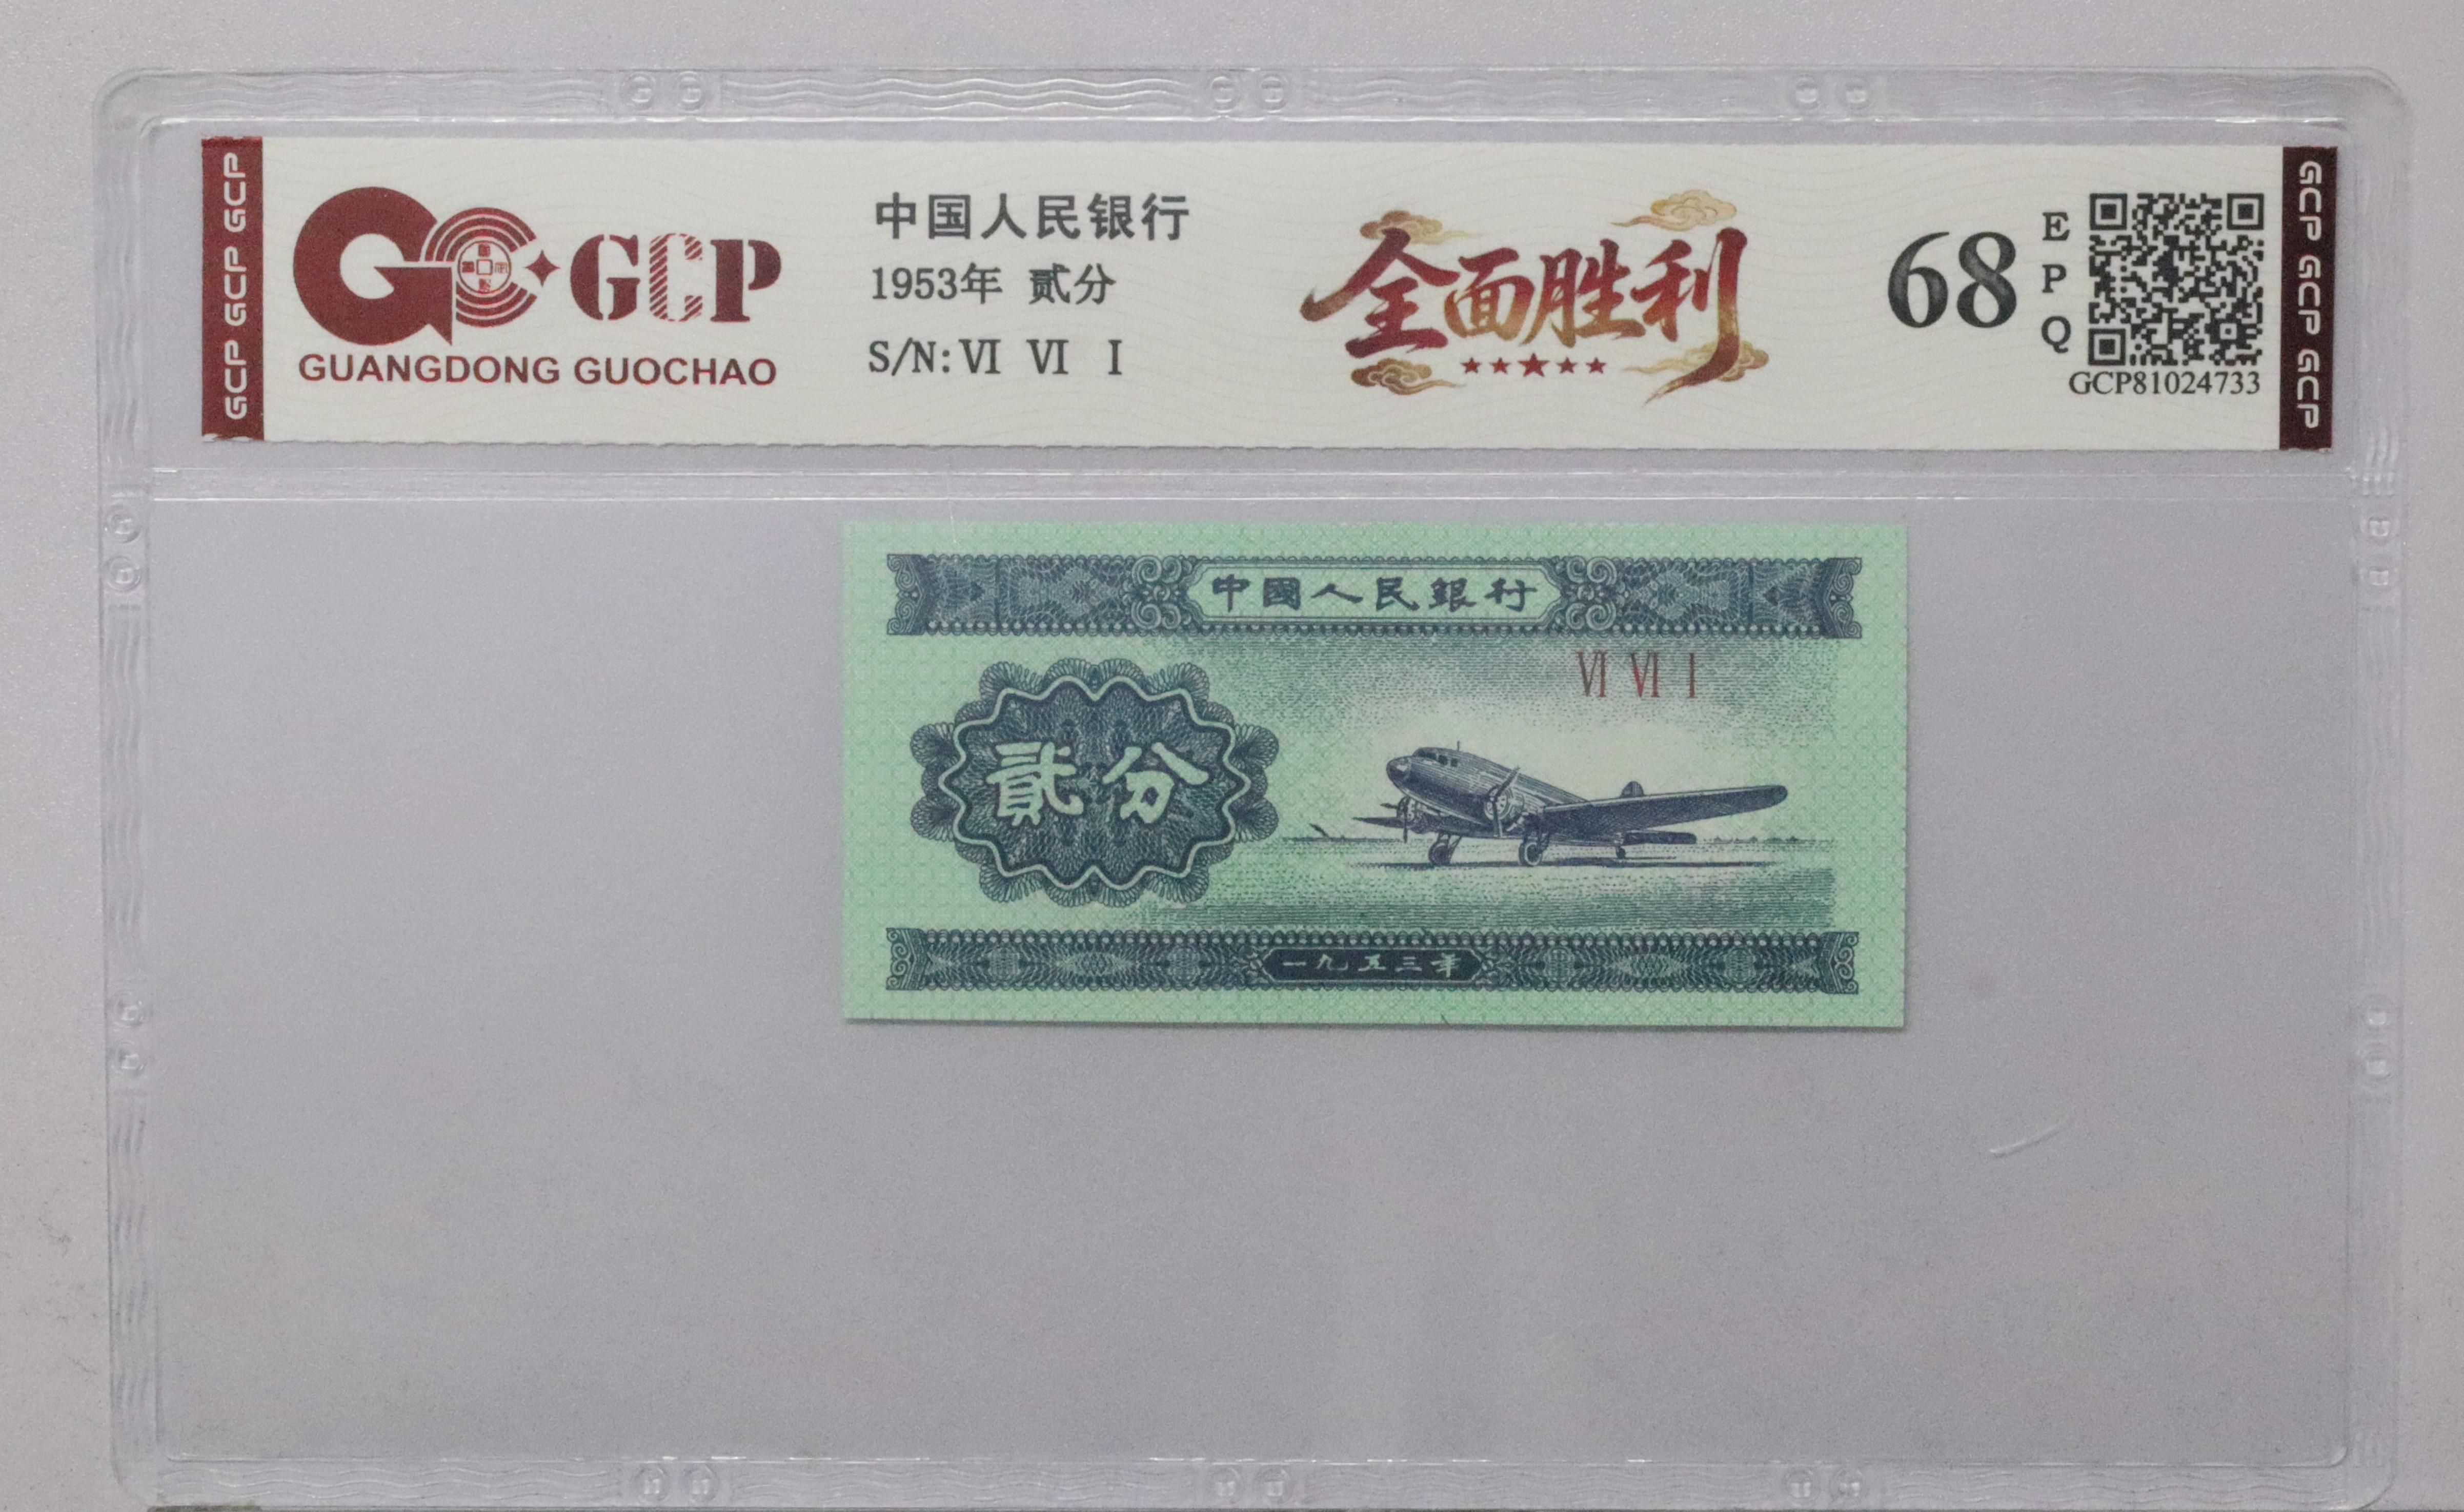 GCP GCP GCP
GCP
GUANGDONG GUOCHAO
中国人民银行
1953年 贰分
S/N: VI VI I
全面胜利
68
E
P
Q
GCP81024733
GCP GCP GCP
中國人民銀行
VI VI I
貳分
一九五三年